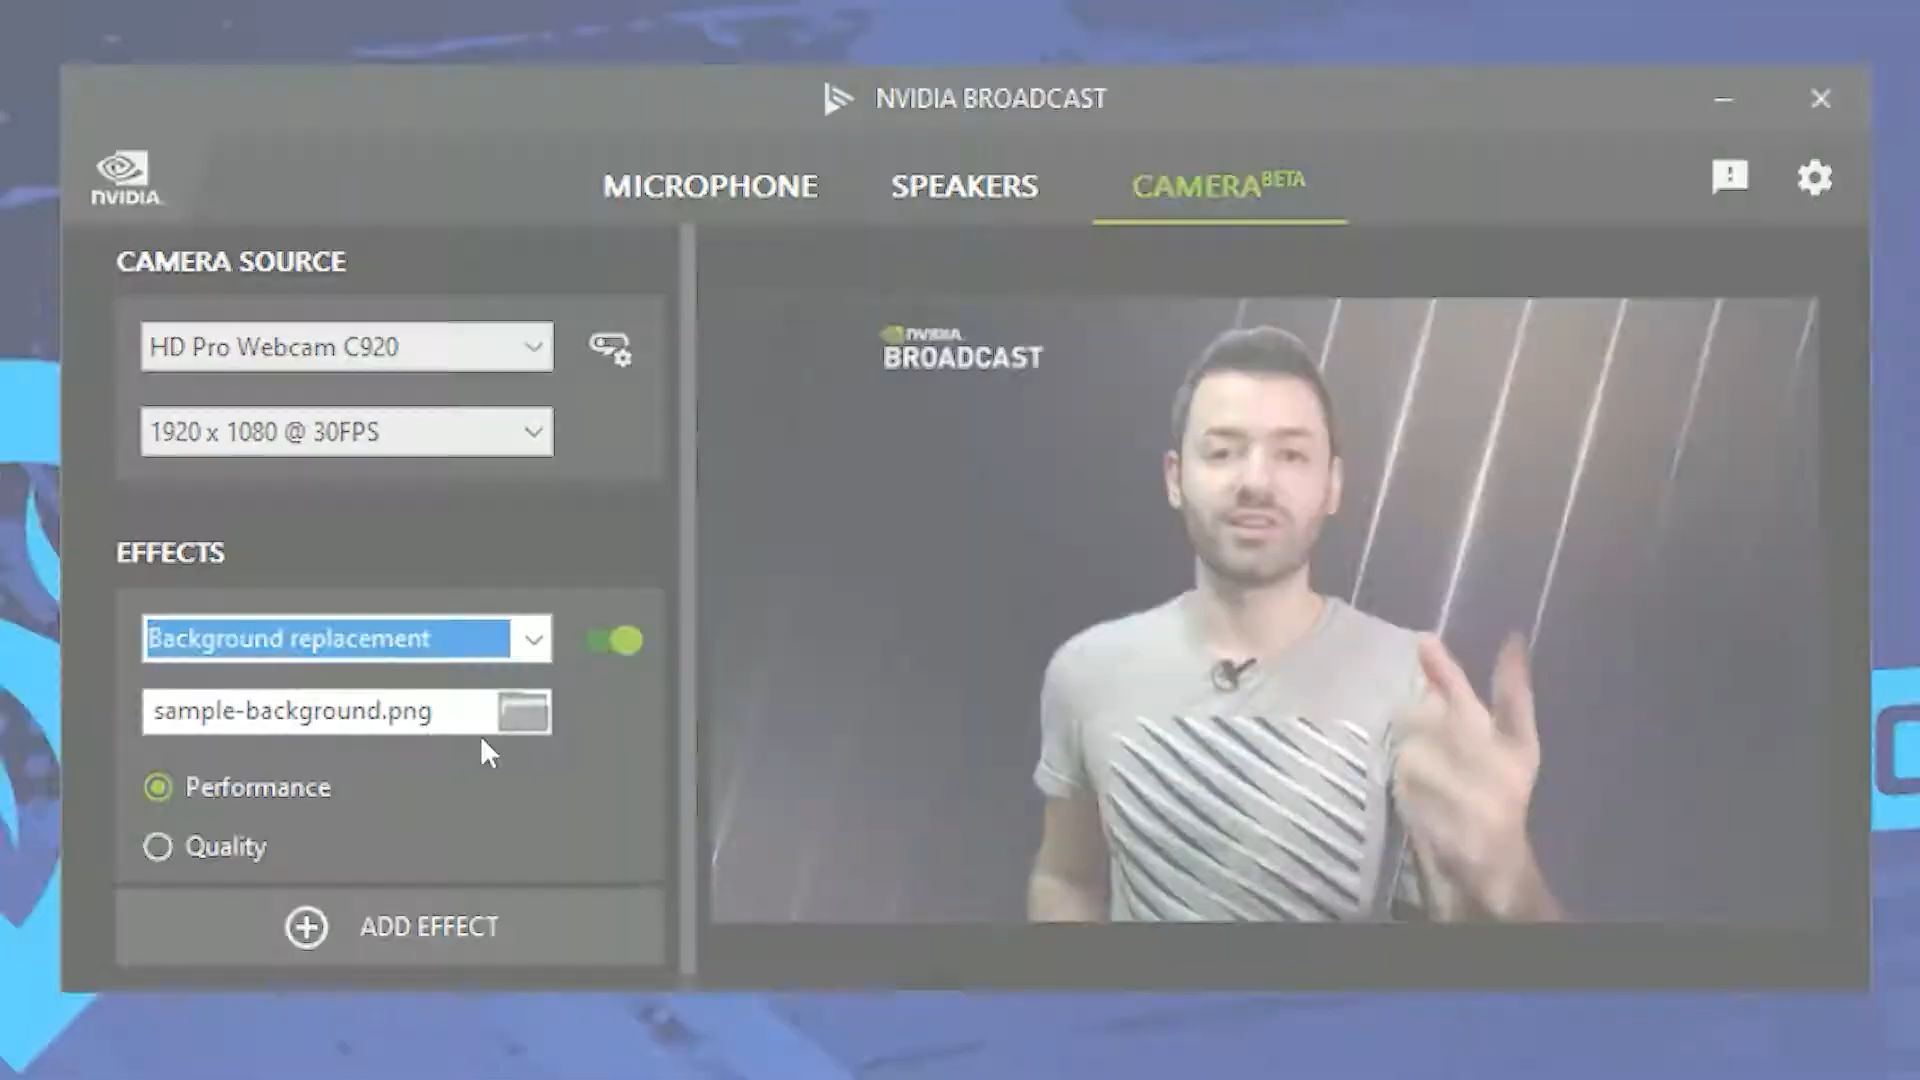 NVIDIA BROADCAST
NVIDIA.
MICROPHONE
SPEAKERS
CAMERA BETA
CAMERA SOURCE
HD Pro Webcam C920
1920 x 1080 @ 30FPS
NVIDIA.
BROADCAST
EFFECTS
Background replacement
sample-background.png
Performance
Quality
ADD EFFECT